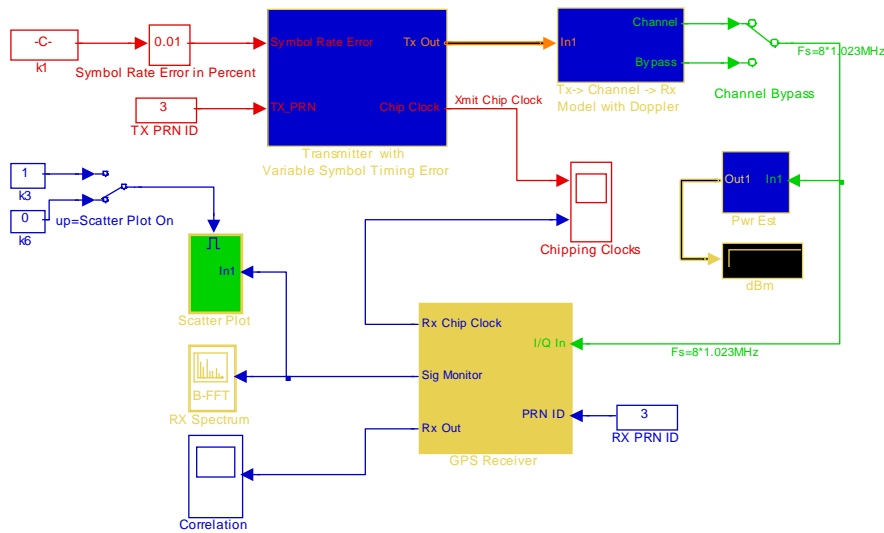 -C-
k1
0.01
Symbol Rate Error in Percent
3
TX PRN ID
Symbol Rate Error
Tx Out
TX_PRN
Chip Clock
Transmitter with
Variable Symbol Timing Error
Xmit Chip Clock
In1
Channel
Bypass
Tx-> Channel -> Rx
Model with Doppler
Fs=8*1.023MHz
Channel Bypass
1
k3
0
k6
up=Scatter Plot On
In1
Scatter Plot
Chipping Clocks
Out1
In1
Pwr Est
dBm
Rx Chip Clock
I/Q In
Fs=8*1.023MHz
Sig Monitor
PRN ID
Rx Out
GPS Receiver
3
RX PRN ID
B-FFT
RX Spectrum
Correlation